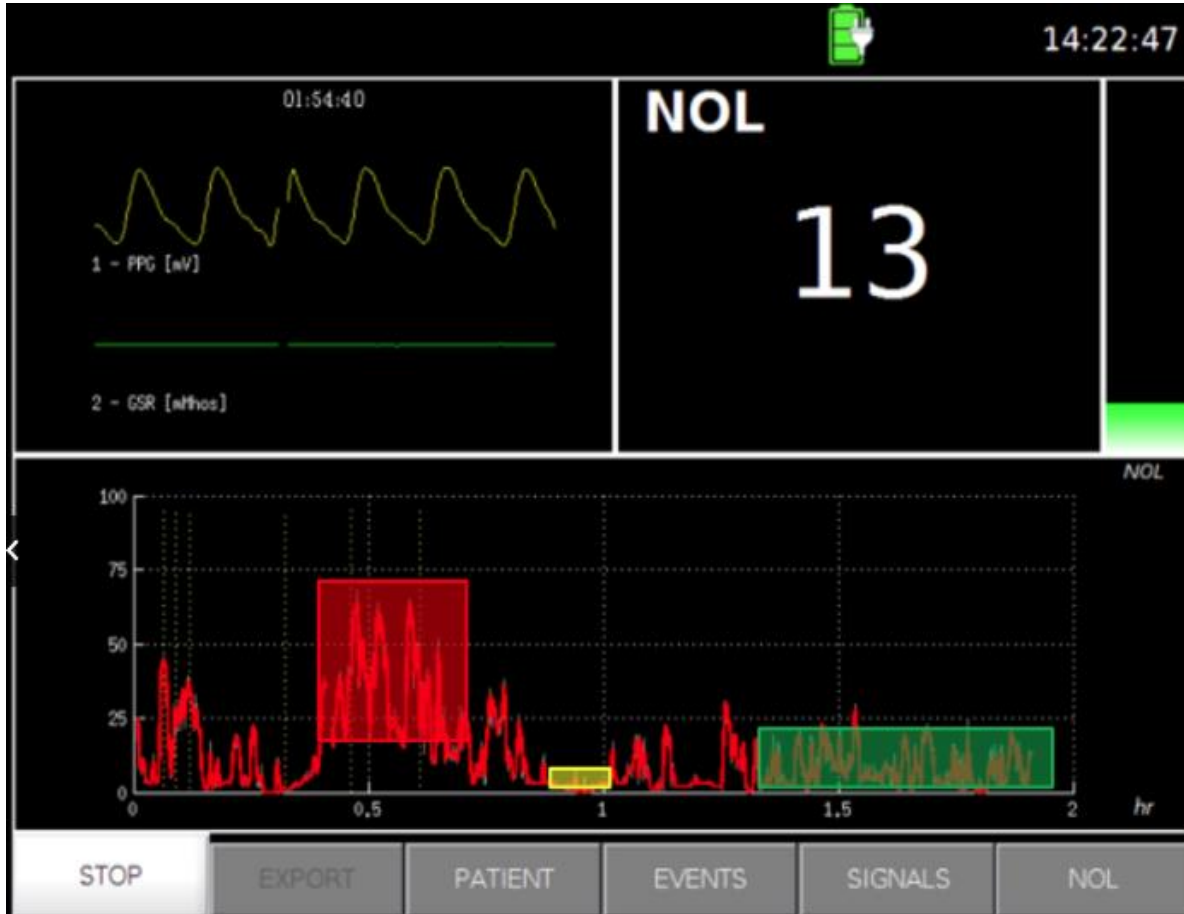 14:22:47
01:54:40
NOL
13
1 - PPG [mV]
2 - GSR [mMhos]
NOL
100
75
50
25
0
0 0.5 1 1.5 2 hr
STOP EXPORT PATIENT EVENTS SIGNALS NOL